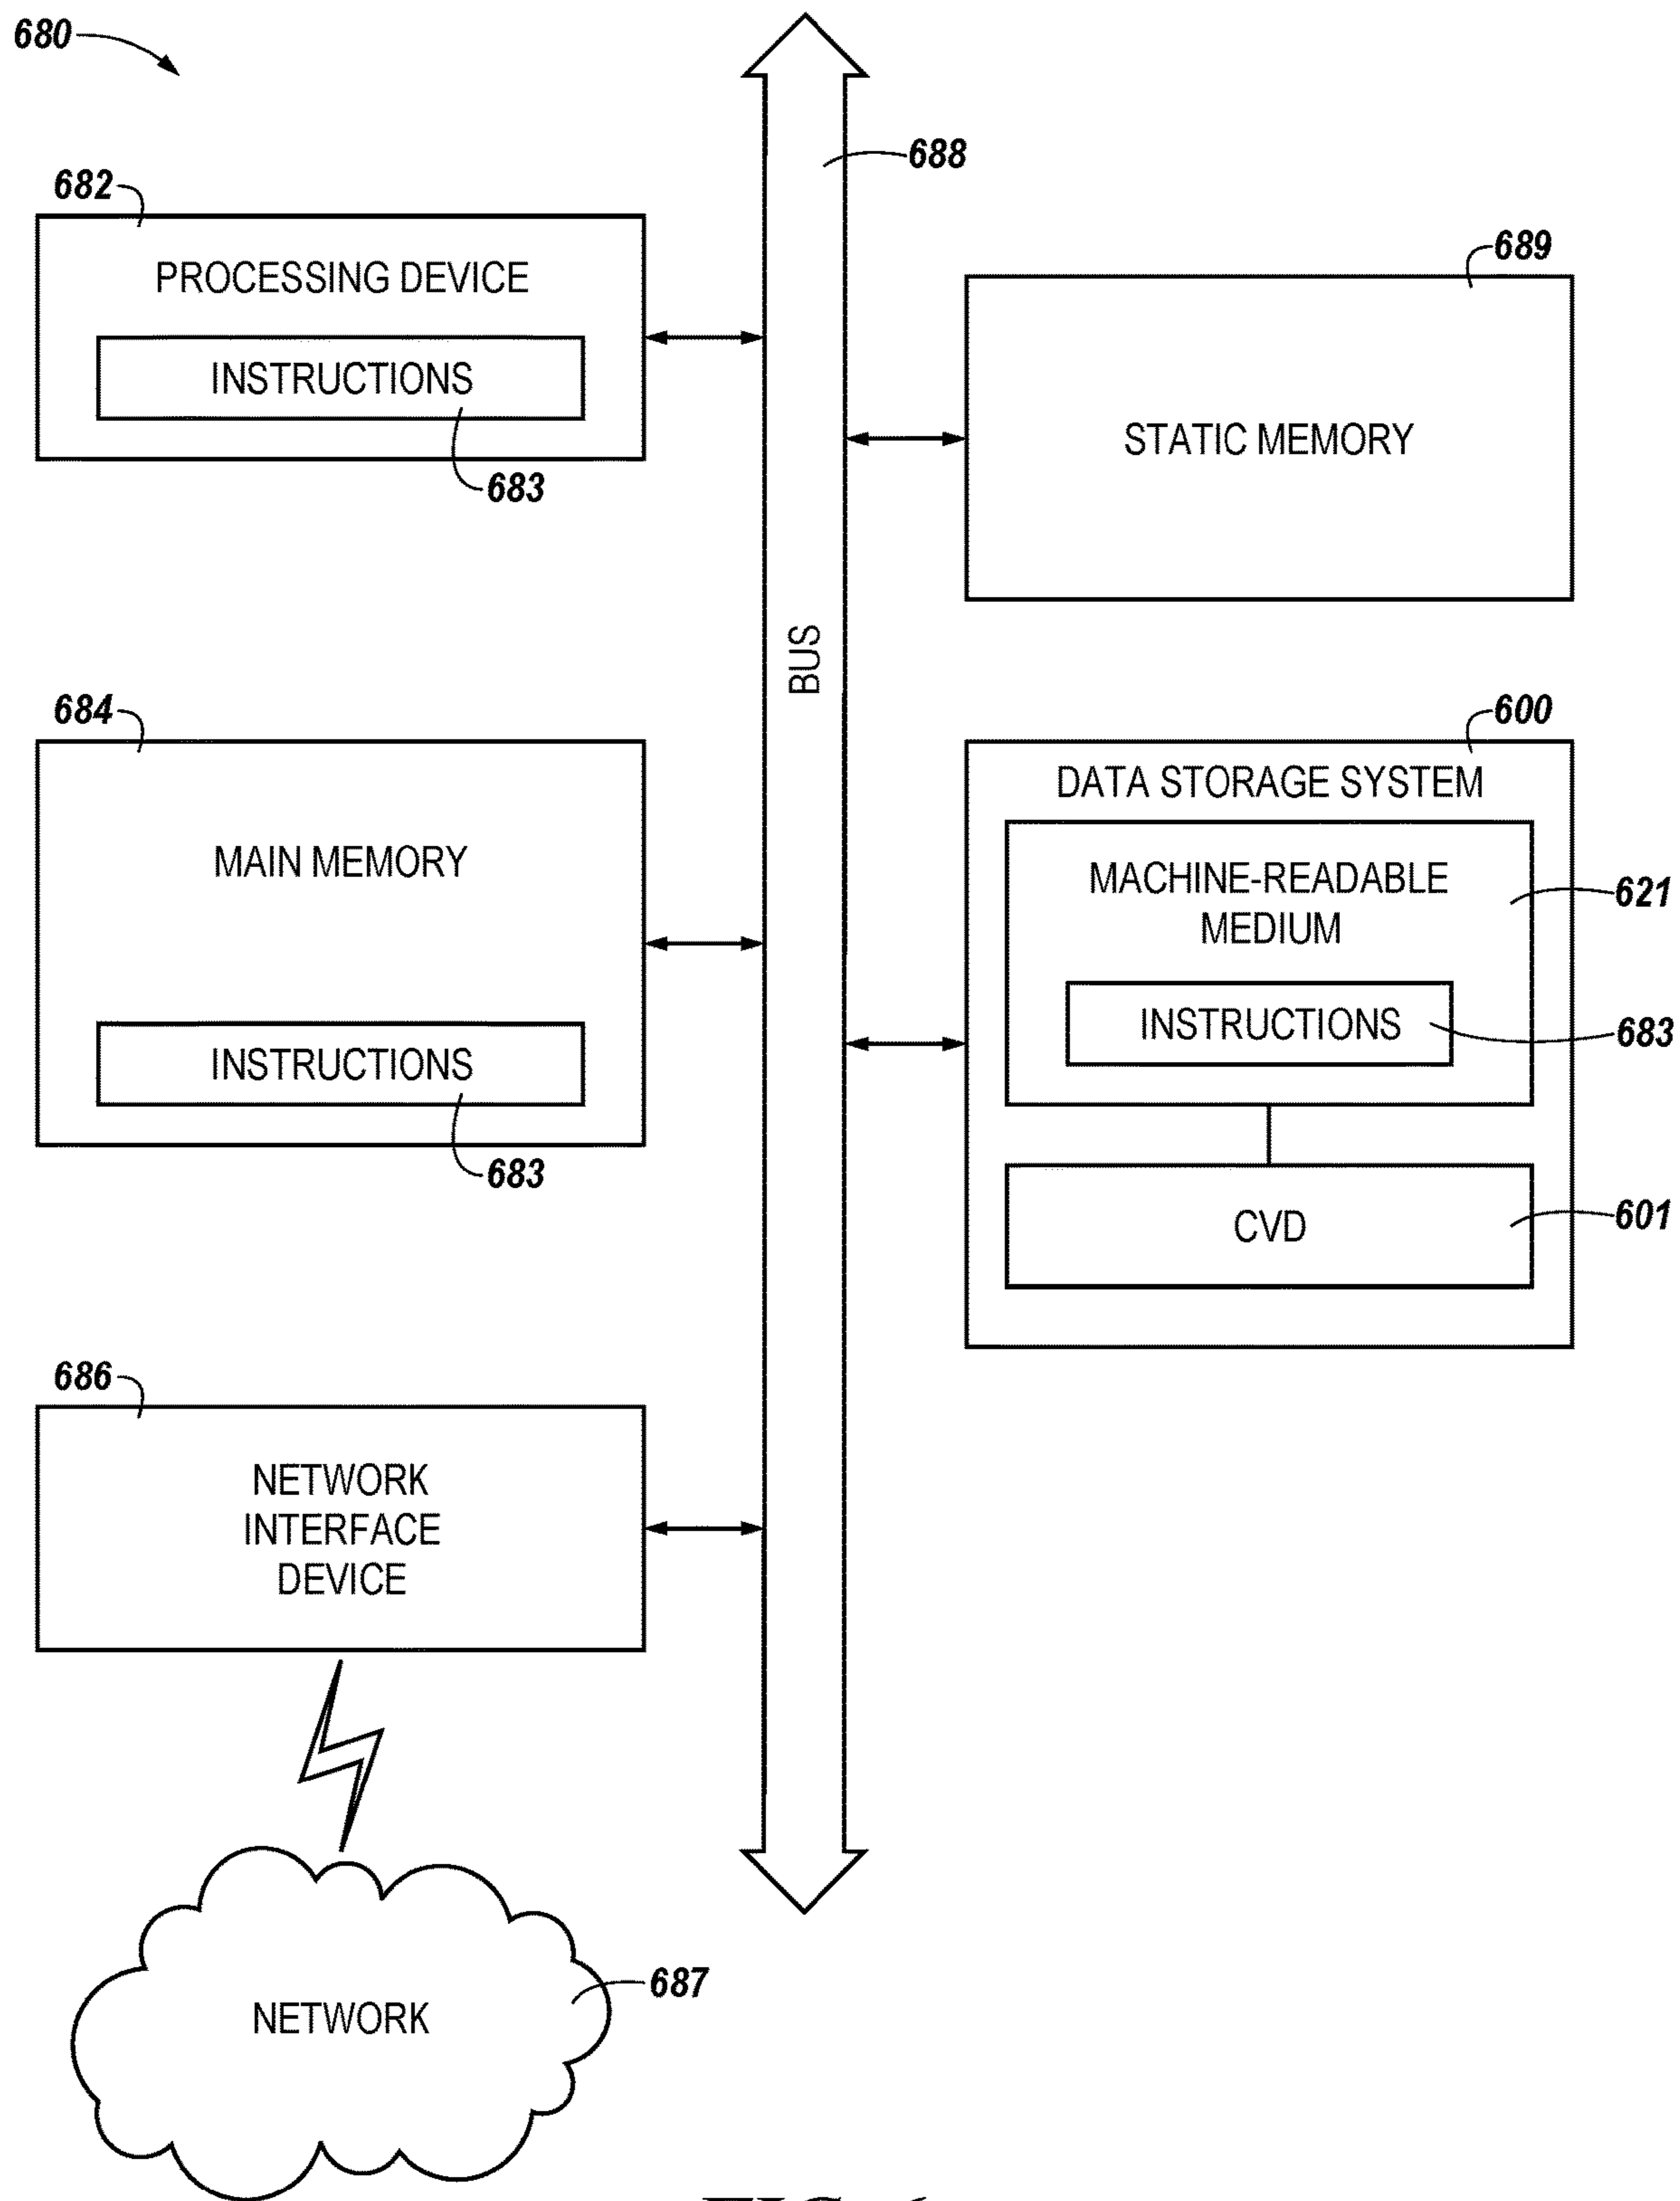 680
688
682
PROCESSING DEVICE
INSTRUCTIONS
683
689
STATIC MEMORY
BUS
684
MAIN MEMORY
INSTRUCTIONS
683
600
DATA STORAGE SYSTEM
MACHINE-READABLE
MEDIUM
621
INSTRUCTIONS
683
CVD
601
686
NETWORK
INTERFACE
DEVICE
NETWORK
687